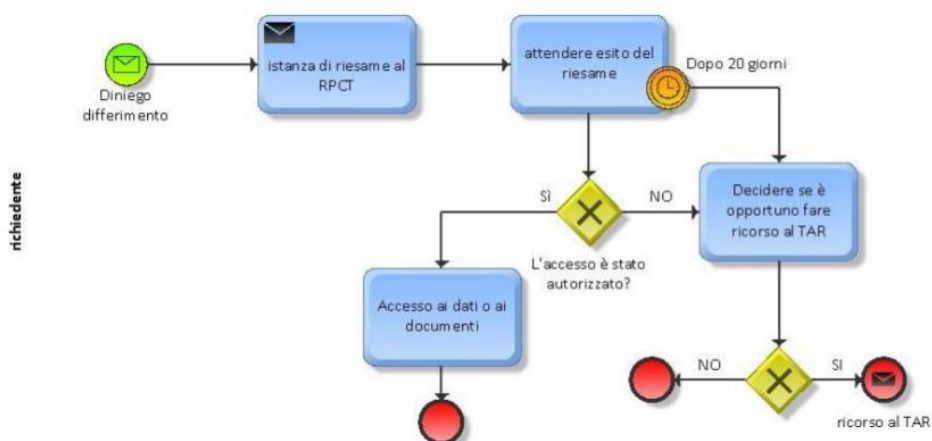 richiedente
Diniego
differimento
istanza di riesame al
RPCT
attendere esito del
riesame
Dopo 20 giorni
Sì
NO
L'accesso è stato
autorizzato?
Decidere se è
opportuno fare
ricorso al TAR
Accesso ai dati o ai
documenti
NO
SI
ricorso al TAR